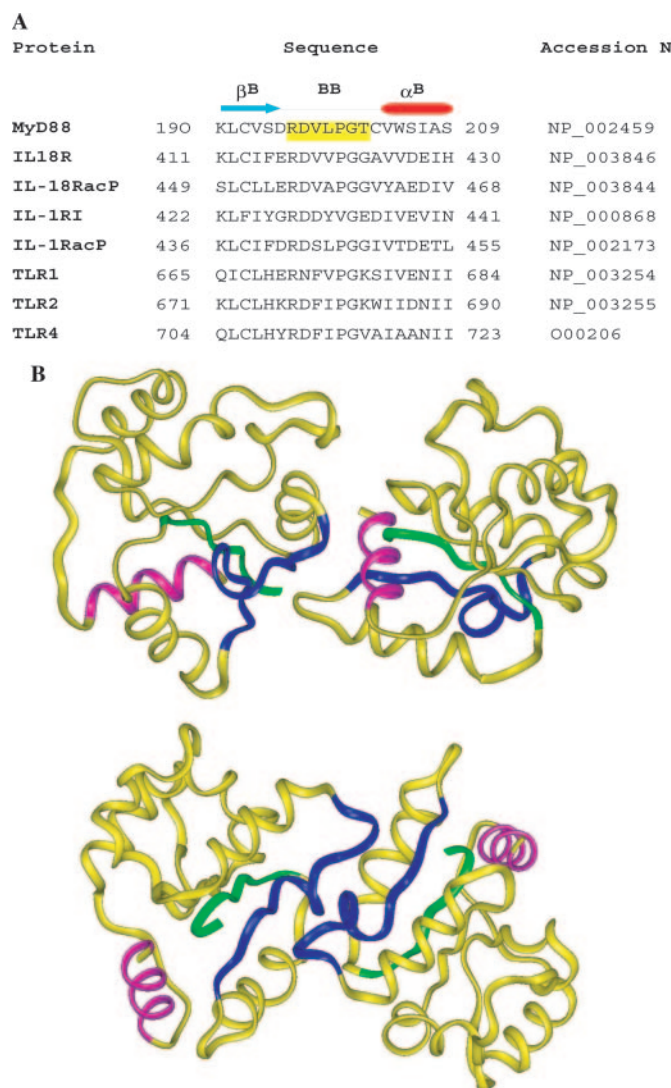 A
Protein Sequence Accession N
βB BB αB
MyD88 190 KLCVSDRDVLPGTCVWSIAS 209 NP_002459
IL18R 411 KLCIFERDVVPGGAVVDEIH 430 NP_003846
IL-18RacP 449 SLCLLERDVAPGGVYAEDIV 468 NP_003844
IL-1RI 422 KLFIYGRDDYVGEDIVEVIN 441 NP_000868
IL-1RacP 436 KLCIFDRDSLPGGIVTDETL 455 NP_002173
TLR1 665 QICLHERNFVPGKSIVENII 684 NP_003254
TLR2 671 KLCLHKRDFIPGKWIIDNII 690 NP_003255
TLR4 704 QLCLHYRDFIPGVAIAANII 723 O00206
B